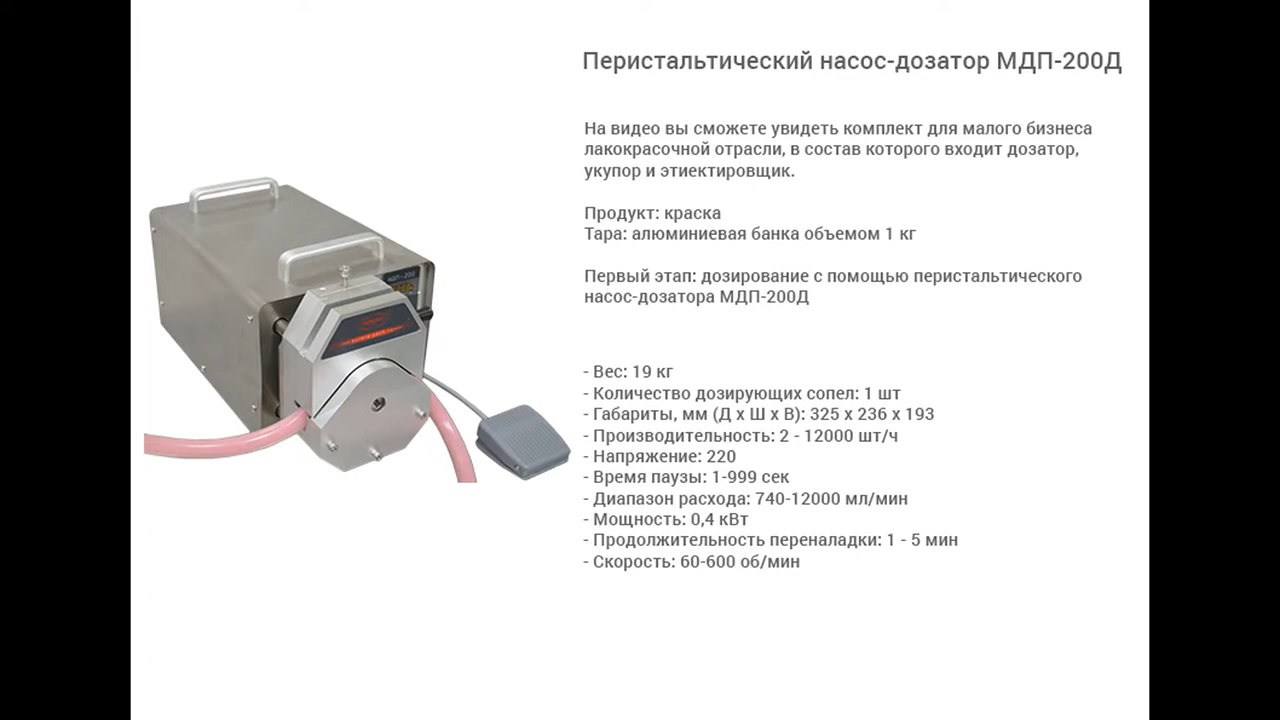 Перистальтический насос-дозатор МДП-200Д
На видео вы сможете увидеть комплект для малого бизнеса
лакокрасочной отрасли, в состав которого входит дозатор,
укупор и этиектировщик.
Продукт: краска
Тара: алюминиевая банка объемом 1 кг
Первый этап: дозирование с помощью перистальтического
насос-дозатора МДП-200Д
- Вес: 19 кг
- Количество дозирующих сопел: 1 шт
- Габариты, мм (Д х Ш х В): 325 х 236 х 193
- Производительность: 2 - 12000 шт/ч
- Напряжение: 220
- Время паузы: 1-999 сек
- Диапазон расхода: 740-12000 мл/мин
- Мощность: 0,4 кВт
- Продолжительность переналадки: 1 - 5 мин
- Скорость: 60-600 об/мин
МДП-200